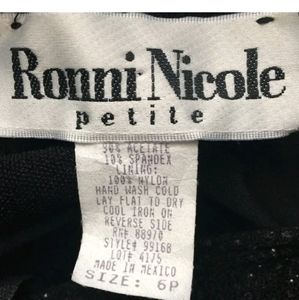 Ronni Nicole
petite
90% ACETATE
10% SPANDEX
LINING:
100% NYLON
HAND WASH COLD
LAY FLAT TO DRY
COOL IRON ON
REVERSE SIDE
RN# 88970
STYLE# 99168
LOT# 4175
MADE IN MEXICO
SIZE: 6P